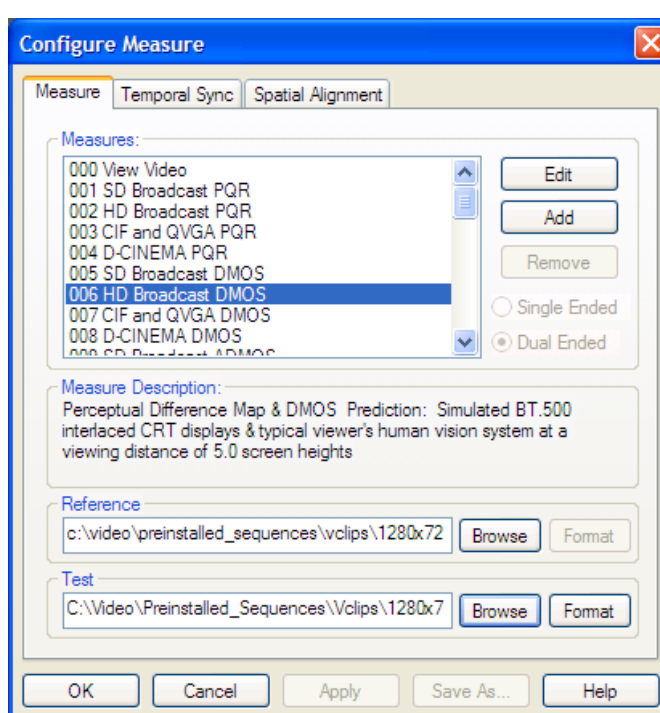 Configure Measure
Measure
Temporal Sync
Spatial Alignment
Measures:
000 View Video
001 SD Broadcast PQR
002 HD Broadcast PQR
003 CIF and QVGA PQR
004 D-CINEMA PQR
005 SD Broadcast DMOS
006 HD Broadcast DMOS
007 CIF and QVGA DMOS
008 D-CINEMA DMOS
009 SD Broadcast ADMOS
Edit
Add
Remove
Single Ended
Dual Ended
Measure Description:
Perceptual Difference Map & DMOS Prediction: Simulated BT.500
interlaced CRT displays & typical viewer's human vision system at a
viewing distance of 5.0 screen heights
Reference
c:\video\preinstalled_sequences\vclips\1280x72
Browse
Format
Test
C:\Video\Preinstalled_Sequences\Vclips\1280x7
Browse
Format
OK
Cancel
Apply
Save As...
Help